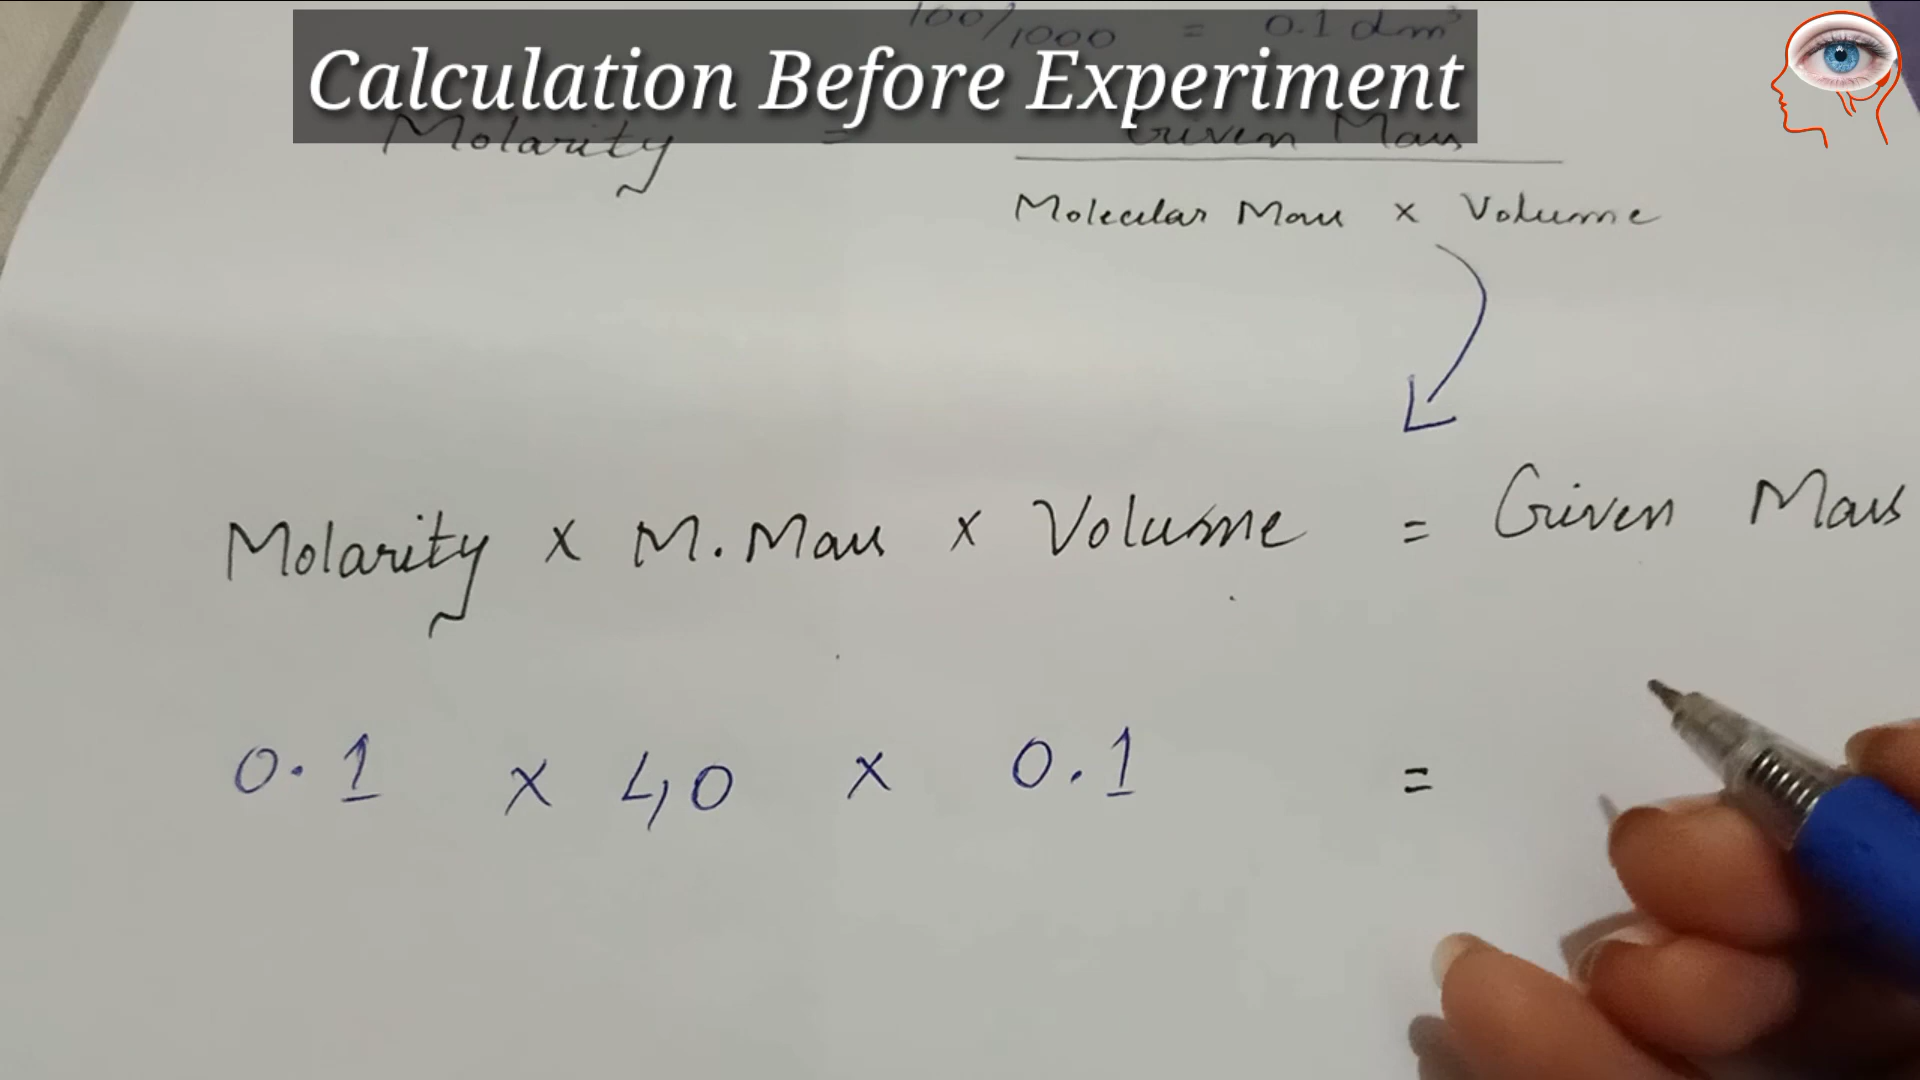 100/1000 = 0.1 dm³
Calculation Before Experiment
Molarity = Given Mass
Molecular Mass x Volume
Molarity x M. Mass x Volume = Given Mass
0.1 x 40 x 0.1 =